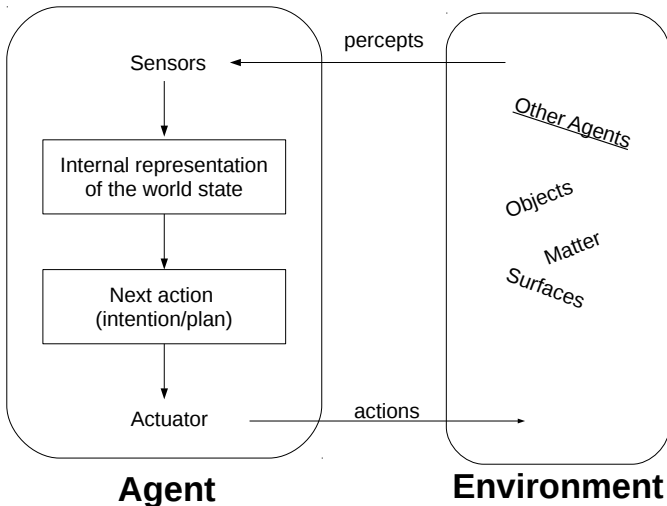 percepts
Sensors
Other Agents
Internal representation
of the world state
Objects
Matter
Surfaces
Next action
(intention/plan)
Actuator
actions
Agent
Environment